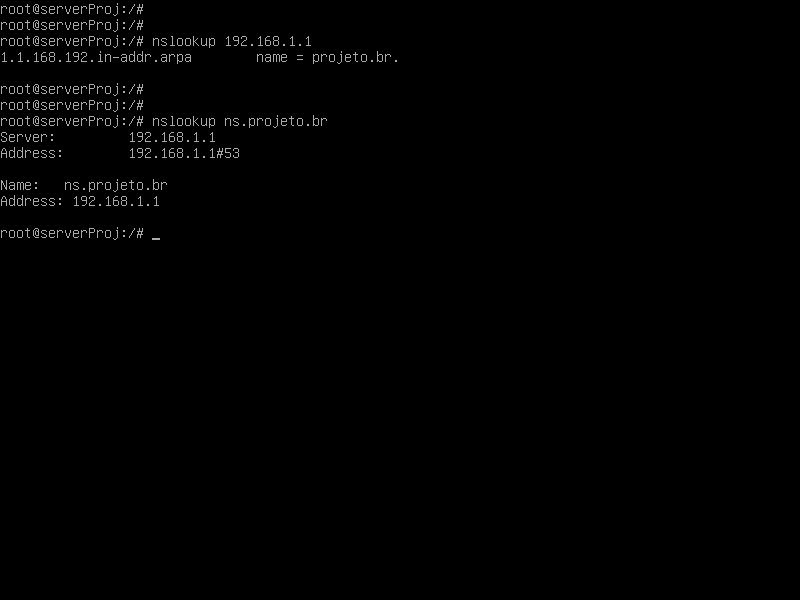 root@serverProj:/#
root@serverProj:/#
root@serverProj:/# nslookup 192.168.1.1
1.1.168.192.in-addr.arpa        name = projeto.br.
root@serverProj:/#
root@serverProj:/#
root@serverProj:/# nslookup ns.projeto.br
Server:         192.168.1.1
Address:        192.168.1.1#53
Name:   ns.projeto.br
Address: 192.168.1.1
root@serverProj:/# _